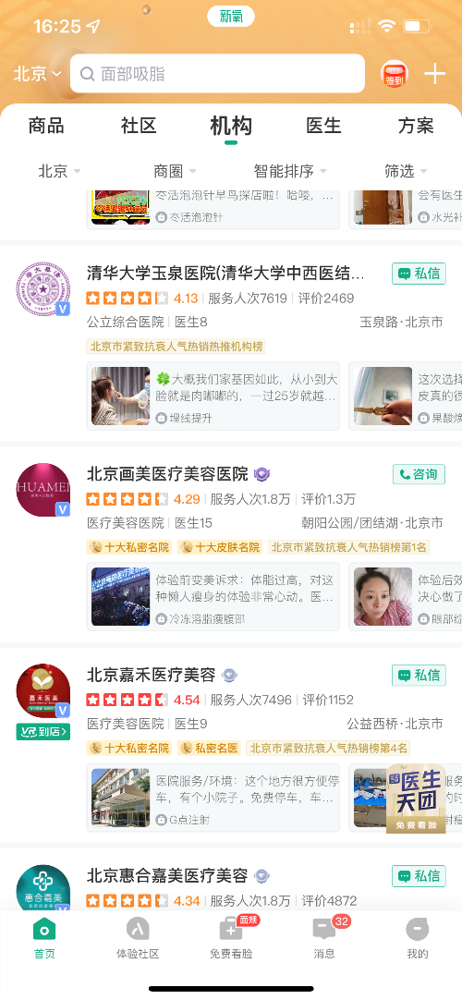 16:25
新氧
北京
面部吸脂
签到
商品
社区
机构
医生
方案
北京
商圈
智能排序
筛选
岑活泡泡针早鸟探店啦！哈喽，...
会有医生
岑活泡泡针
水光补
清华大学玉泉医院(清华大学中西医结...
私信
4.13 服务人次7619 评价2469
公立综合医院 医生8
玉泉路·北京市
北京市紧致抗衰人气热销热推机构榜
🍀大概我们家基因如此，从小到大
脸就是肉嘟嘟的，一过25岁就越...
埋线提升
这次选择
皮真的很
果酸焕
HUAMEI
北京画美医疗美容医院
咨询
4.29 服务人次1.8万 评价1.3万
医疗美容医院 医生15
朝阳公园/团结湖·北京市
十大私密名院
十大皮肤名院
北京市紧致抗衰人气热销榜第1名
体验前变美诉求：体脂过高，对这
种懒人瘦身的体验非常心动。医...
冷冻溶脂瘦腹部
体验后效
决心做了
眼部综
嘉禾医美
VR到店>
北京嘉禾医疗美容
私信
4.54 服务人次7496 评价1152
医疗美容医院 医生9
公益西桥·北京市
十大私密名院
私密名医
北京市紧致抗衰人气热销榜第4名
医院服务/环境：这个地方很方便停
车，有个小院子。免费停车，车...
G点注射
医生
天团
免费看脸
惠合嘉美
北京惠合嘉美医疗美容
私信
4.34 服务人次1.8万 评价4872
面颊
32
首页
体验社区
免费看脸
消息
我的